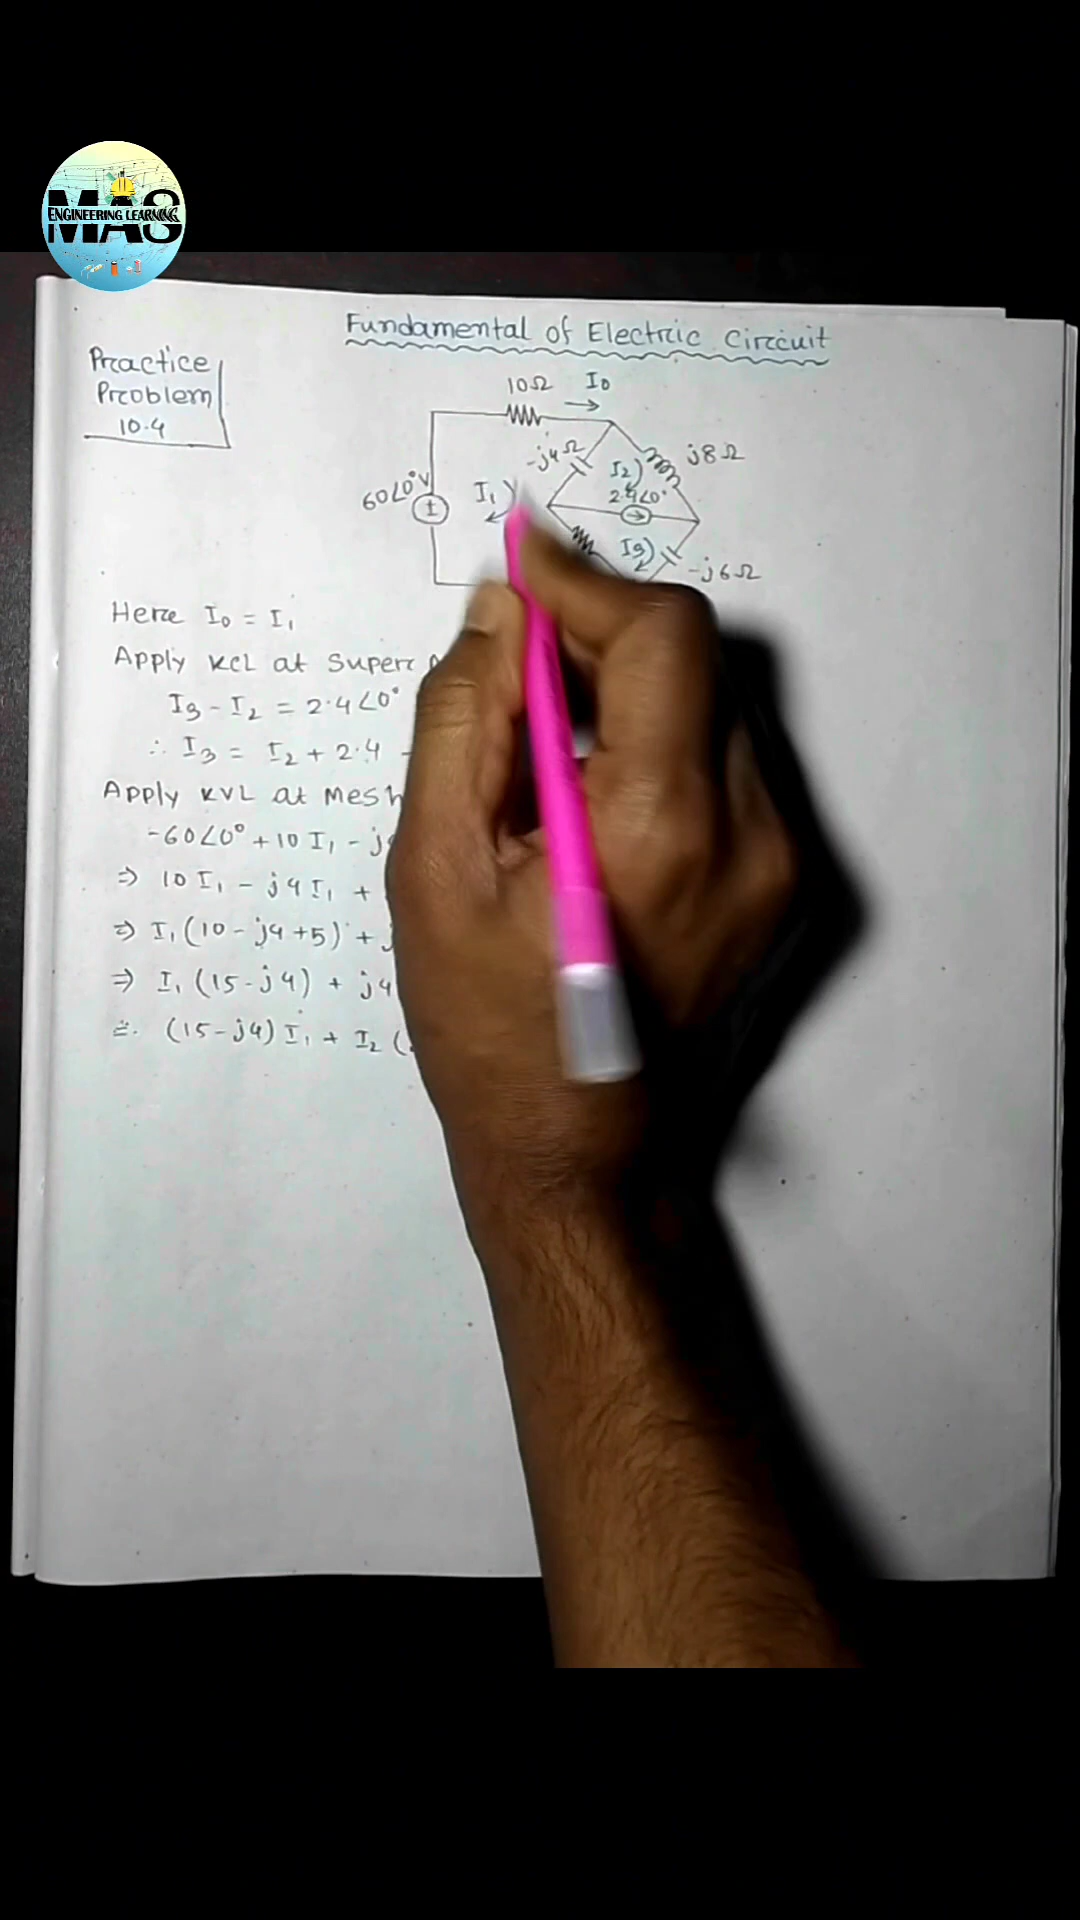 MAS
ENGINEERING LEARNING
Fundamental of Electric Circuit
Practice
Problem
10.4
10Ω I₀
-j4Ω
j8Ω
60∠0°V
I₁
I₂
2.4∠0°
I₃
-j6Ω
Here I₀ = I₁
Apply KCL at Super
I₃ - I₂ = 2.4∠0°
∴ I₃ = I₂ + 2.4
Apply KVL at Mesh
-60∠0° + 10 I₁ - j
⇒ 10 I₁ - j4 I₁ +
⇒ I₁ (10 - j4 + 5) + j
⇒ I₁ (15 - j4) + j4
∴ (15 - j4) I₁ + I₂ (